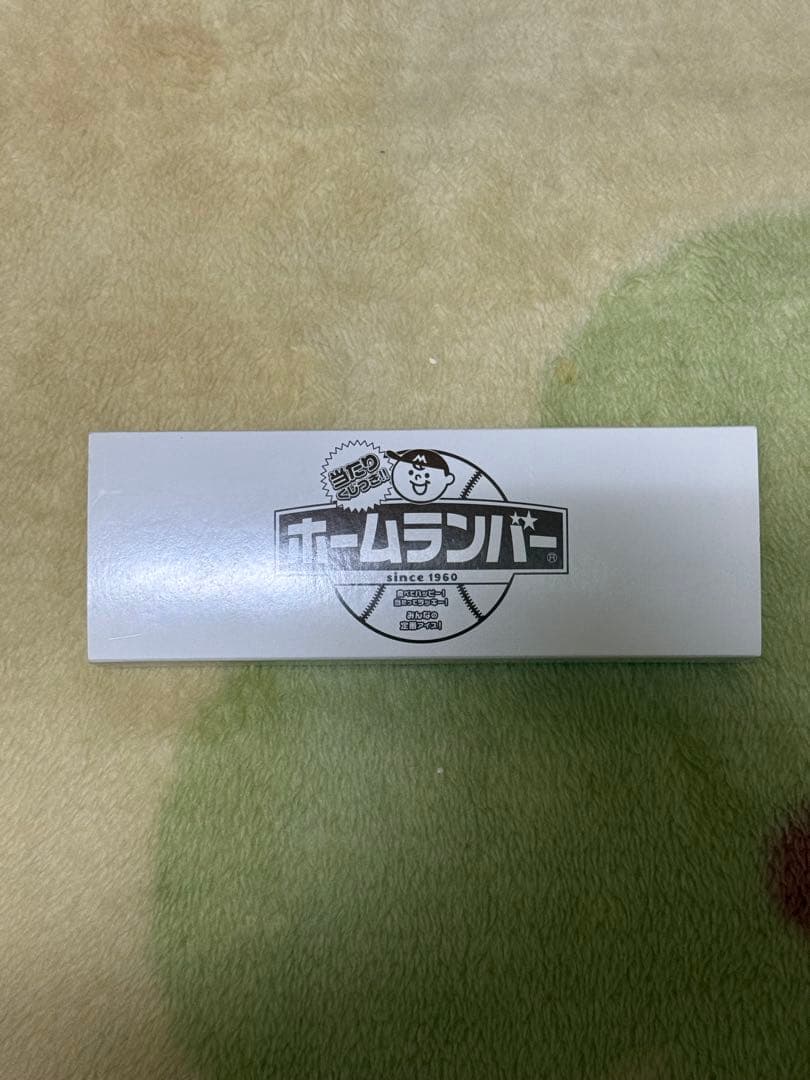 当たり
くじつき!!
M
ホームランバー®
since 1960
食べてハッピー!
当たってラッキー!
みんなの
定番アイス!